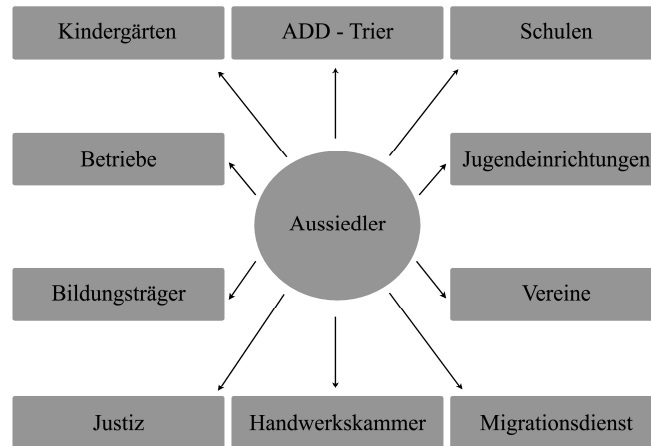 Kindergärten
ADD - Trier
Schulen
Betriebe
Jugendeinrichtungen
Aussiedler
Bildungsträger
Vereine
Justiz
Handwerkskammer
Migrationsdienst